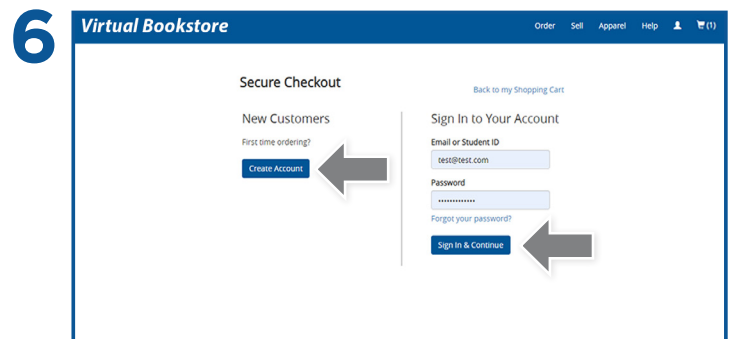 6
Virtual Bookstore
Order Sell Apparel Help (1)
Secure Checkout
Back to my Shopping Cart
New Customers
First time ordering?
Create Account
Sign In to Your Account
Email or Student ID
test@test.com
Password
•••••••••••••
Forgot your password?
Sign In & Continue